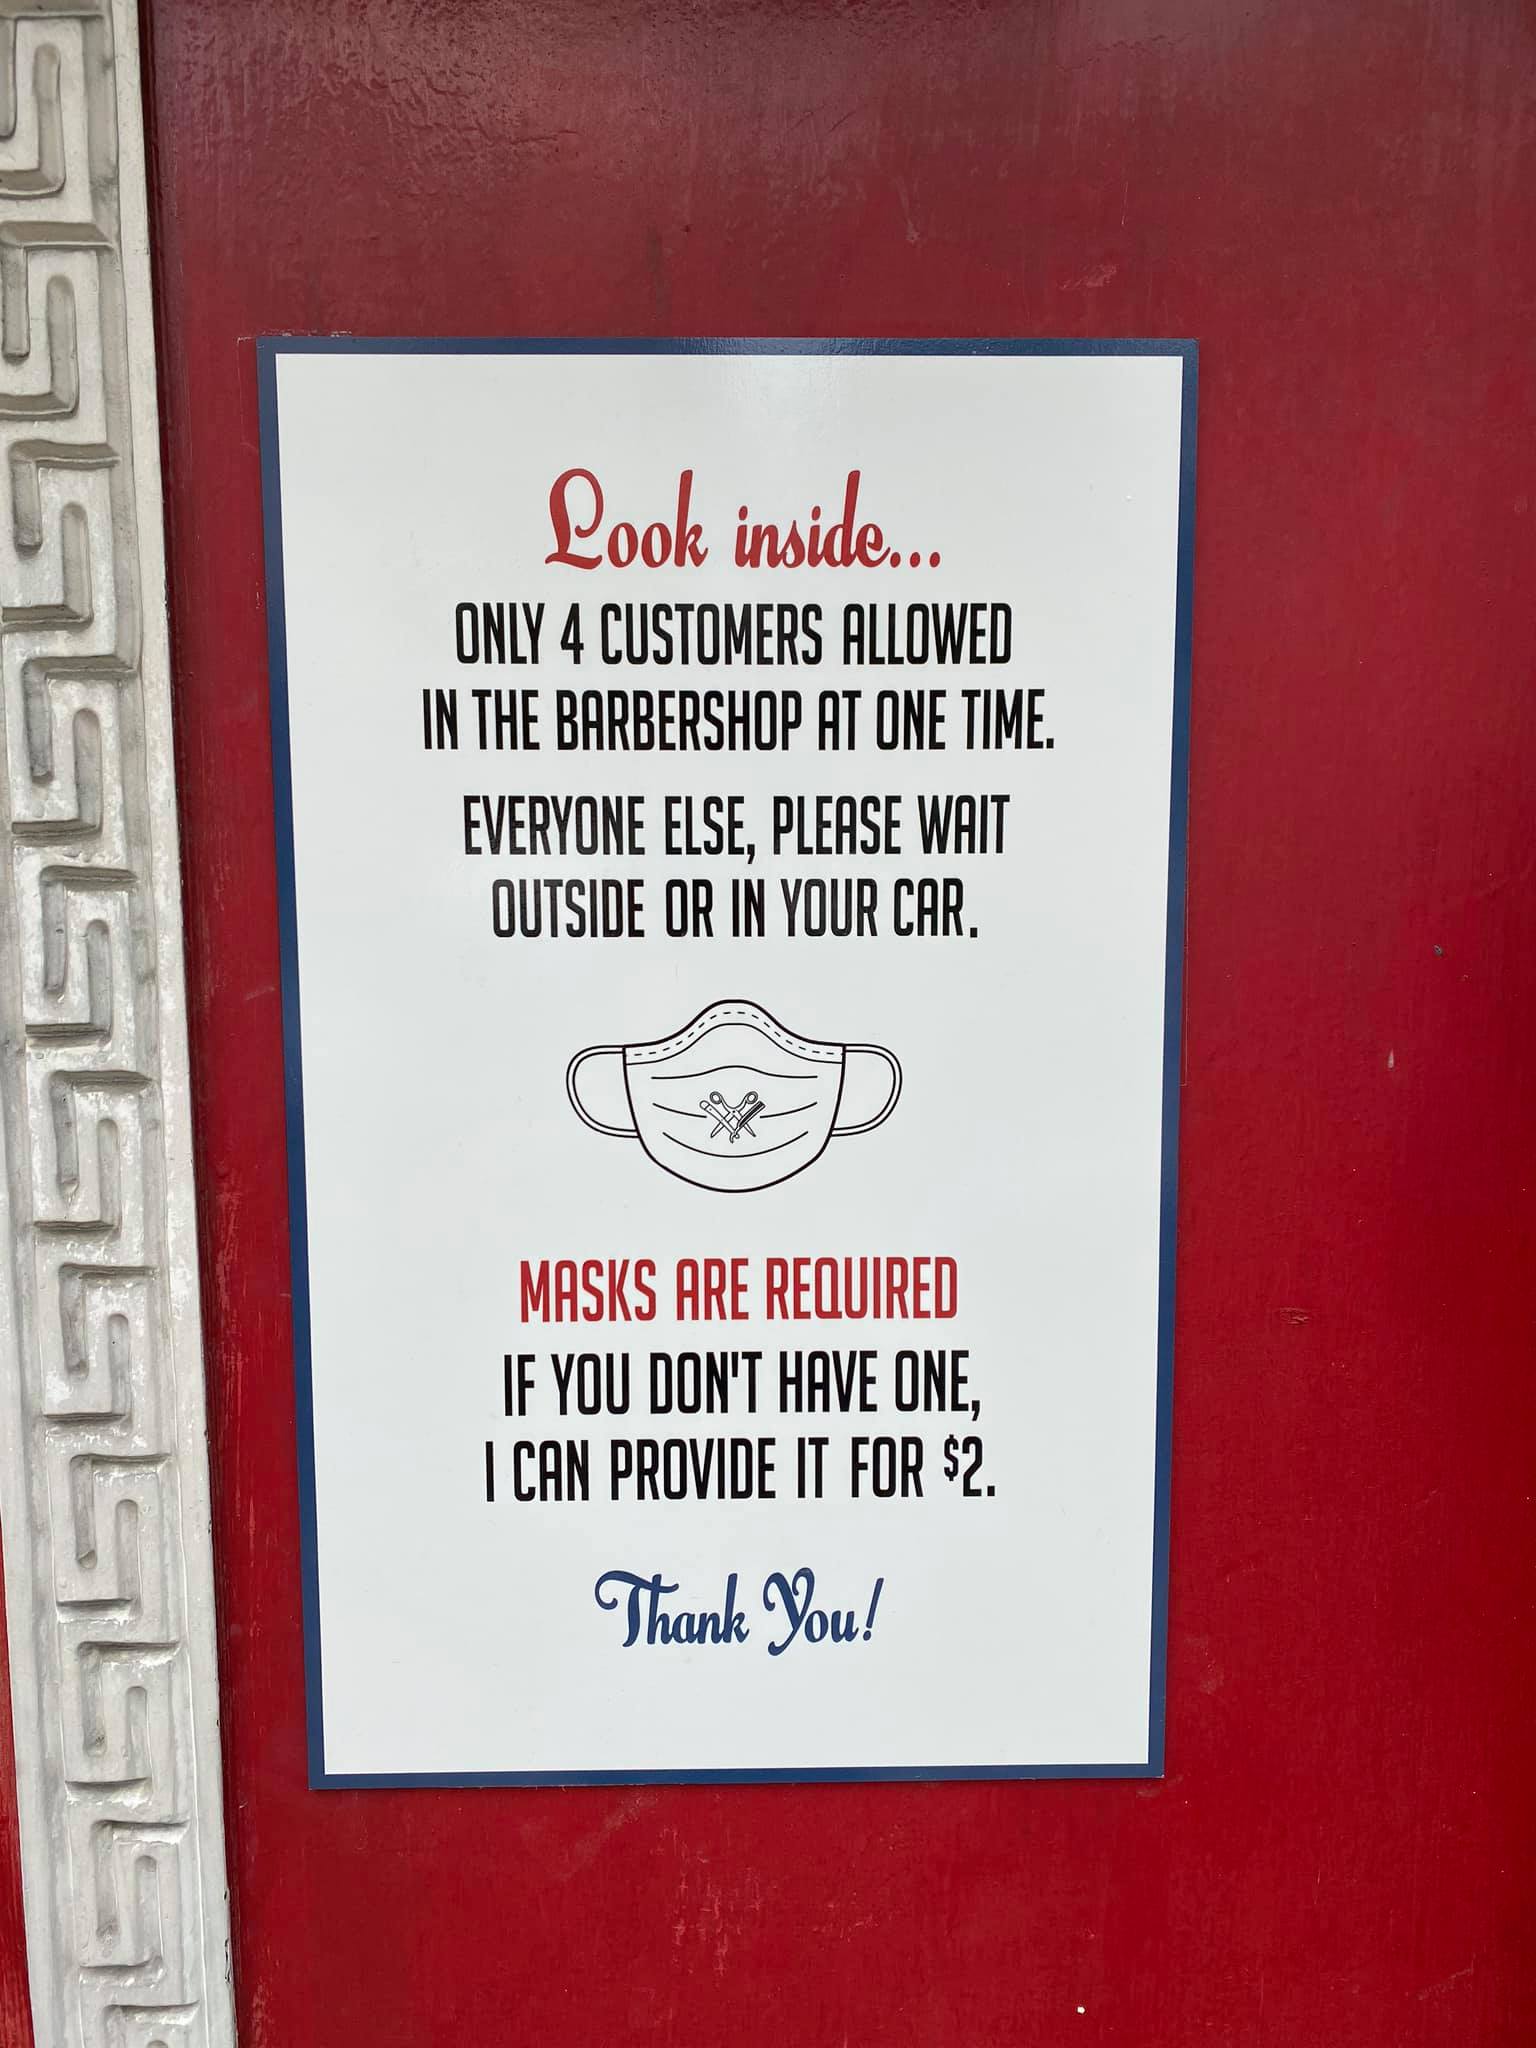 Look inside...
ONLY 4 CUSTOMERS ALLOWED
IN THE BARBERSHOP AT ONE TIME.
EVERYONE ELSE, PLEASE WAIT
OUTSIDE OR IN YOUR CAR.
MASKS ARE REQUIRED
IF YOU DON'T HAVE ONE,
I CAN PROVIDE IT FOR $2.
Thank You!